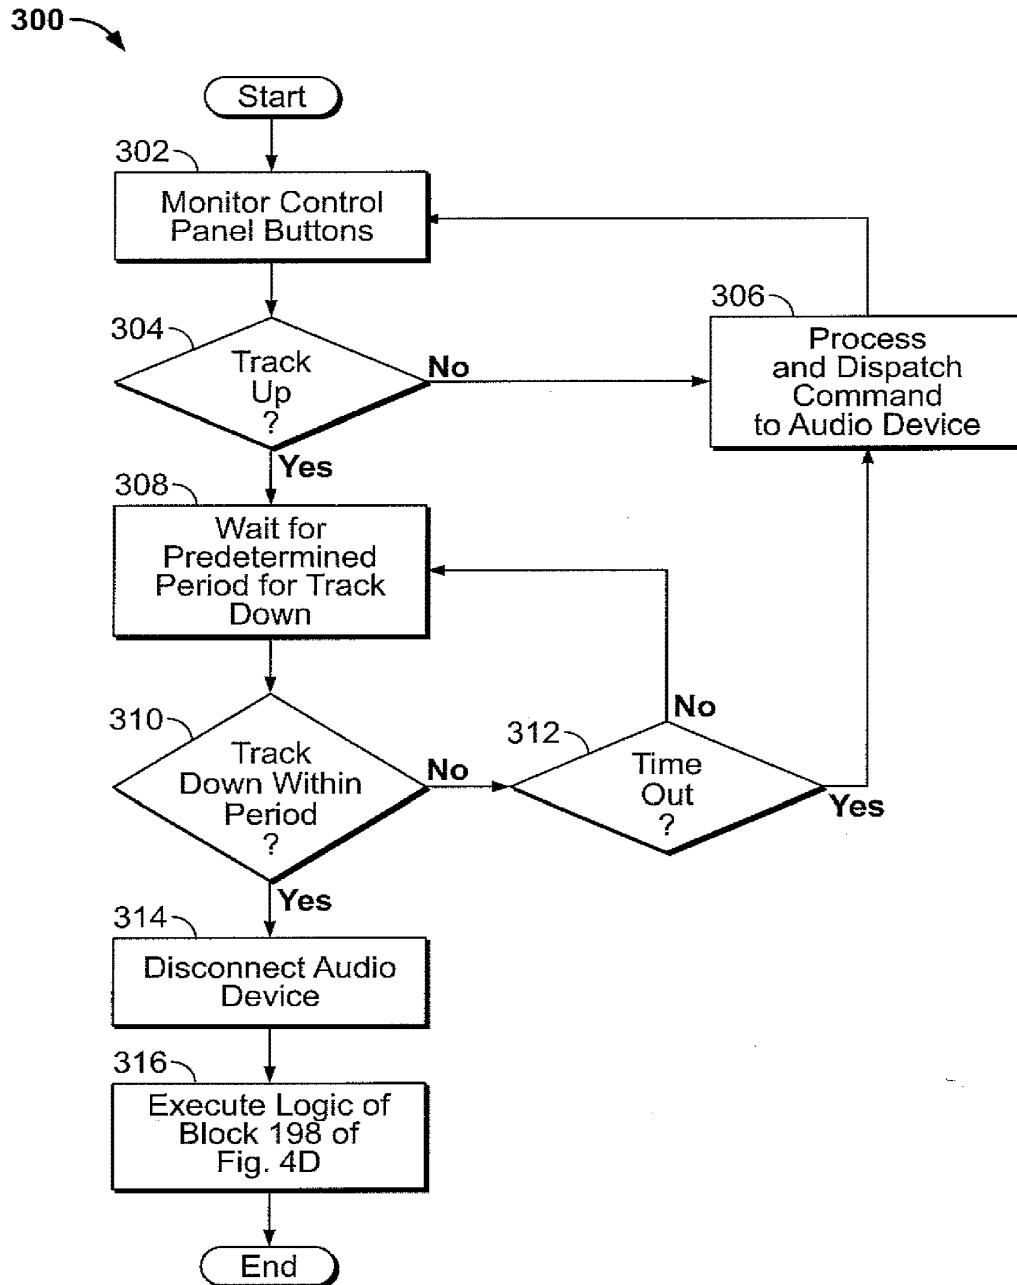 300
Start
302
Monitor Control
Panel Buttons
304
Track
Up
?
No
Yes
306
Process
and Dispatch
Command
to Audio Device
308
Wait for
Predetermined
Period for Track
Down
310
Track
Down Within
Period
?
No
Yes
312
Time
Out
?
No
Yes
314
Disconnect Audio
Device
316
Execute Logic of
Block 198 of
Fig. 4D
End